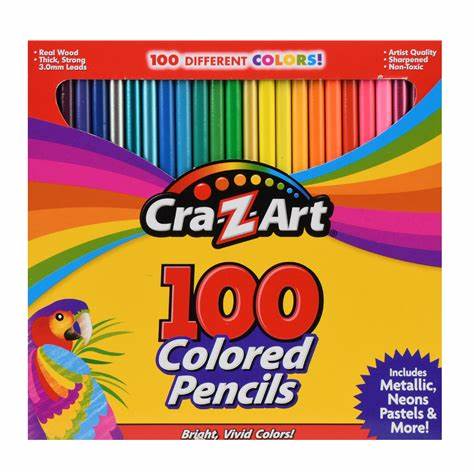 • Real Wood
• Thick, Strong
3.0mm Leads
100 DIFFERENT COLORS!
• Artist Quality
• Sharpened
• Non-Toxic
Cra-Z-Art
100
Colored
Pencils
Includes
Metallic,
Neons
Pastels &
More!
Bright, Vivid Colors!